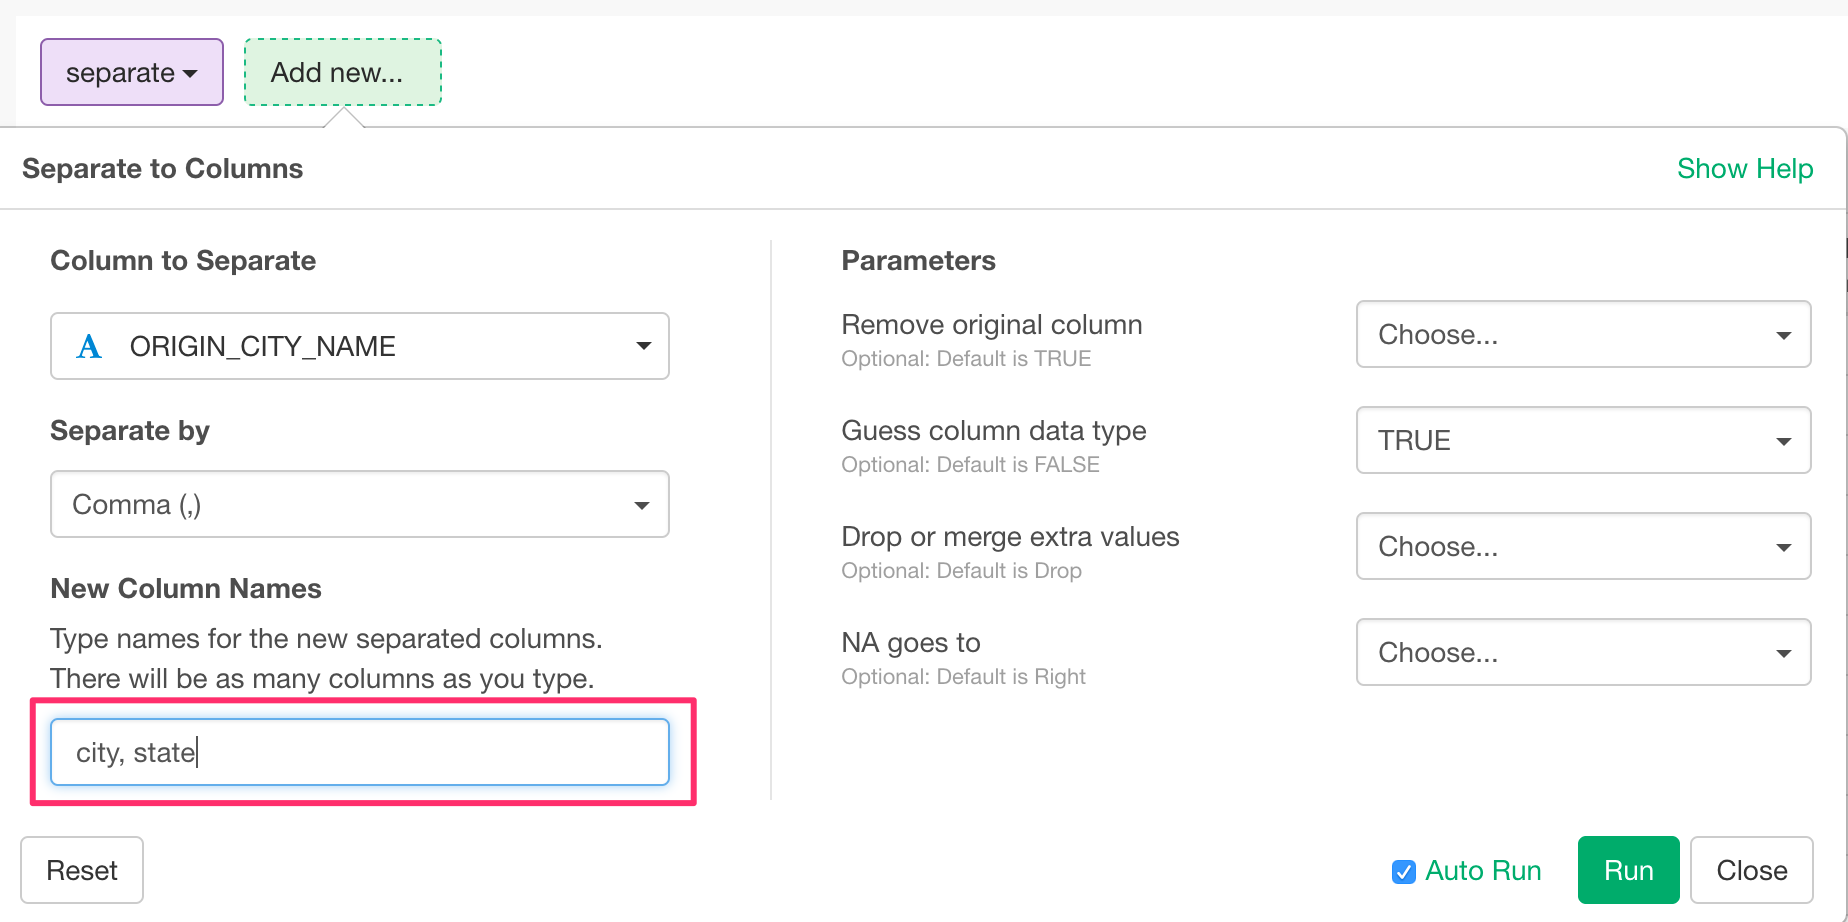 separate
Add new...
Separate to Columns
Show Help
Column to Separate
A ORIGIN_CITY_NAME
Separate by
Comma (,)
New Column Names
Type names for the new separated columns.
There will be as many columns as you type.
city, state
Parameters
Remove original column
Optional: Default is TRUE
Choose...
Guess column data type
Optional: Default is FALSE
TRUE
Drop or merge extra values
Optional: Default is Drop
Choose...
NA goes to
Optional: Default is Right
Choose...
Reset
Auto Run
Run
Close